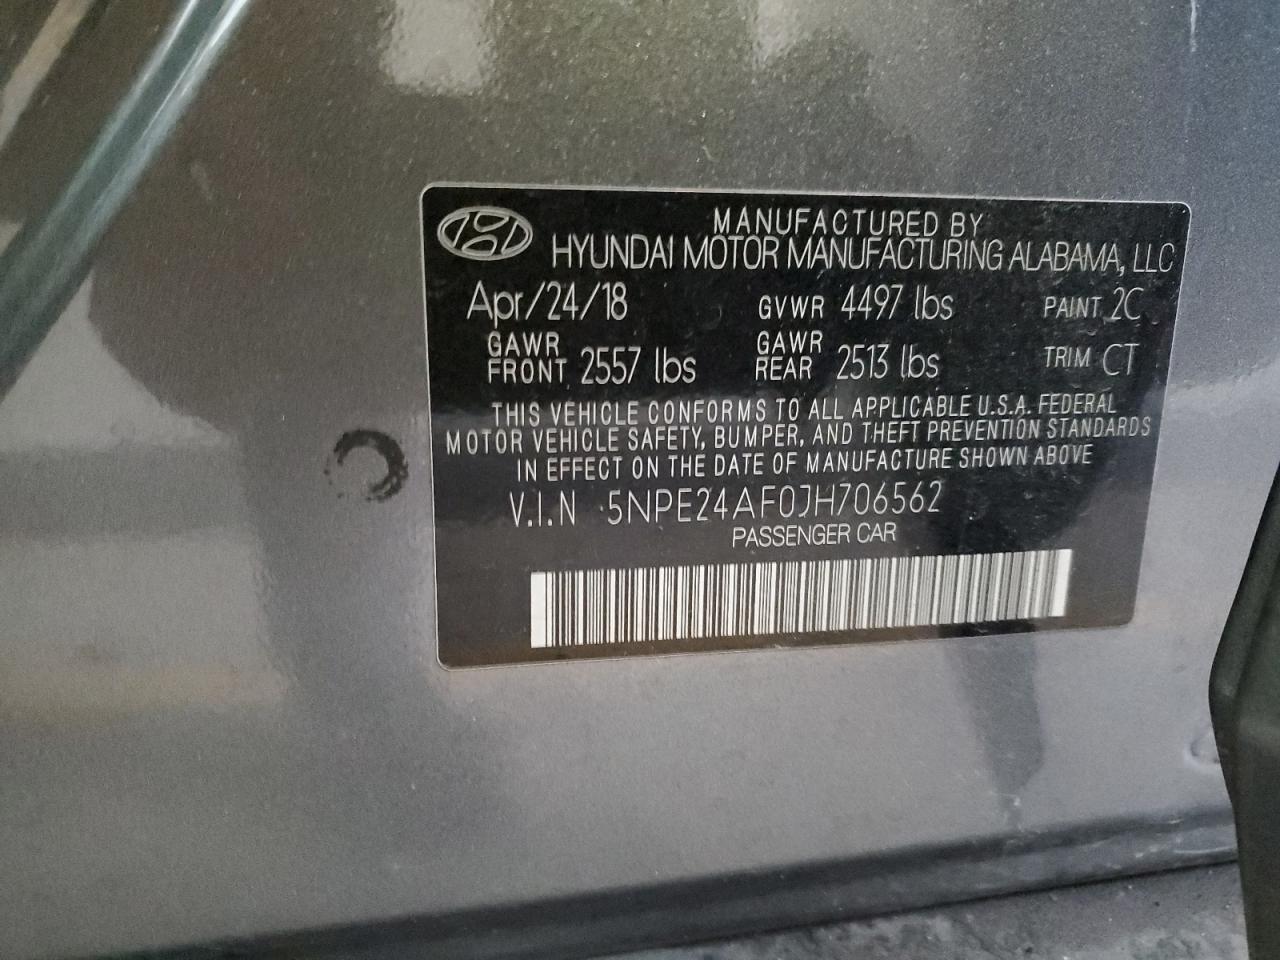 MANUFACTURED BY
HYUNDAI MOTOR MANUFACTURING ALABAMA, LLC
Apr/24/18 GVWR 4497 lbs PAINT 2C
GAWR FRONT 2557 lbs GAWR REAR 2513 lbs TRIM CT
THIS VEHICLE CONFORMS TO ALL APPLICABLE U.S.A. FEDERAL
MOTOR VEHICLE SAFETY, BUMPER, AND THEFT PREVENTION STANDARDS
IN EFFECT ON THE DATE OF MANUFACTURE SHOWN ABOVE
V.I.N 5NPE24AF0JH706562
PASSENGER CAR